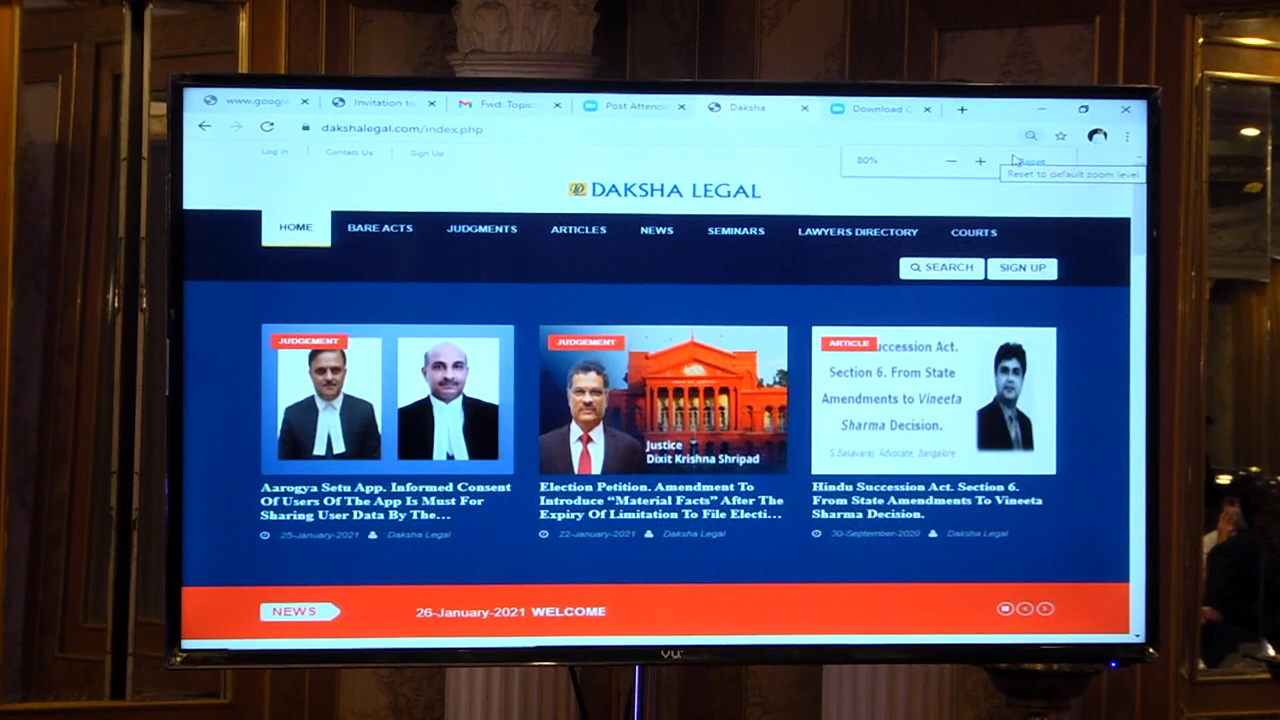 www.googl
Invitation to
Fwd: Topic
Post Attend
Daksha
Download C
dakshalegal.com/index.php
Log In
Contact Us
Sign Up
80%
Reset
Reset to default zoom level
DAKSHA LEGAL
HOME
BARE ACTS
JUDGMENTS
ARTICLES
NEWS
SEMINARS
LAWYERS DIRECTORY
COURTS
SEARCH
SIGN UP
JUDGEMENT
Aarogya Setu App. Informed Consent
Of Users Of The App Is Must For
Sharing User Data By The...
25-January-2021 Daksha Legal
JUDGEMENT
Justice
Dixit Krishna Shripad
Election Petition. Amendment To
Introduce “Material Facts” After The
Expiry Of Limitation To File Electi...
22-January-2021 Daksha Legal
ARTICLE
uccession Act.
Section 6. From State
Amendments to Vineeta
Sharma Decision.
S Basavaraj, Advocate, Bangalore
Hindu Succession Act. Section 6.
From State Amendments To Vineeta
Sharma Decision.
30-September-2020 Daksha Legal
NEWS
26-January-2021 WELCOME
Vu